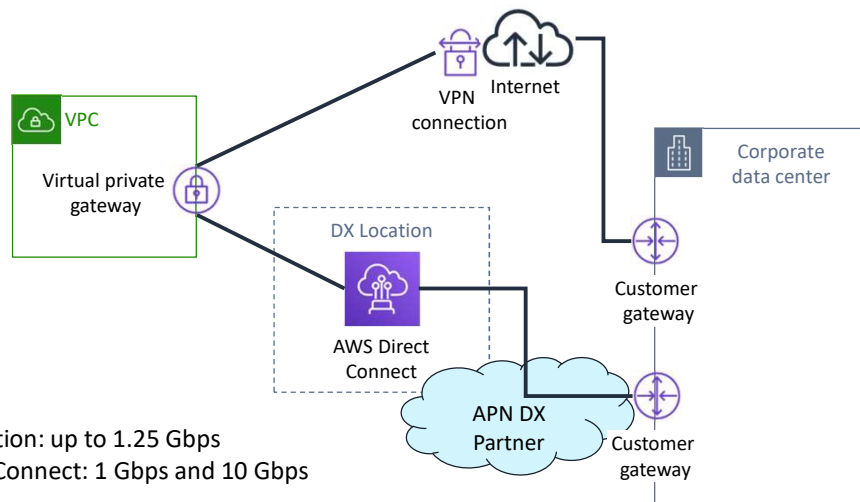 VPC
Virtual private
gateway
VPN
connection
Internet
Corporate
data center
DX Location
AWS Direct
Connect
Customer
gateway
APN DX
Partner
Customer
gateway
tion: up to 1.25 Gbps
Connect: 1 Gbps and 10 Gbps